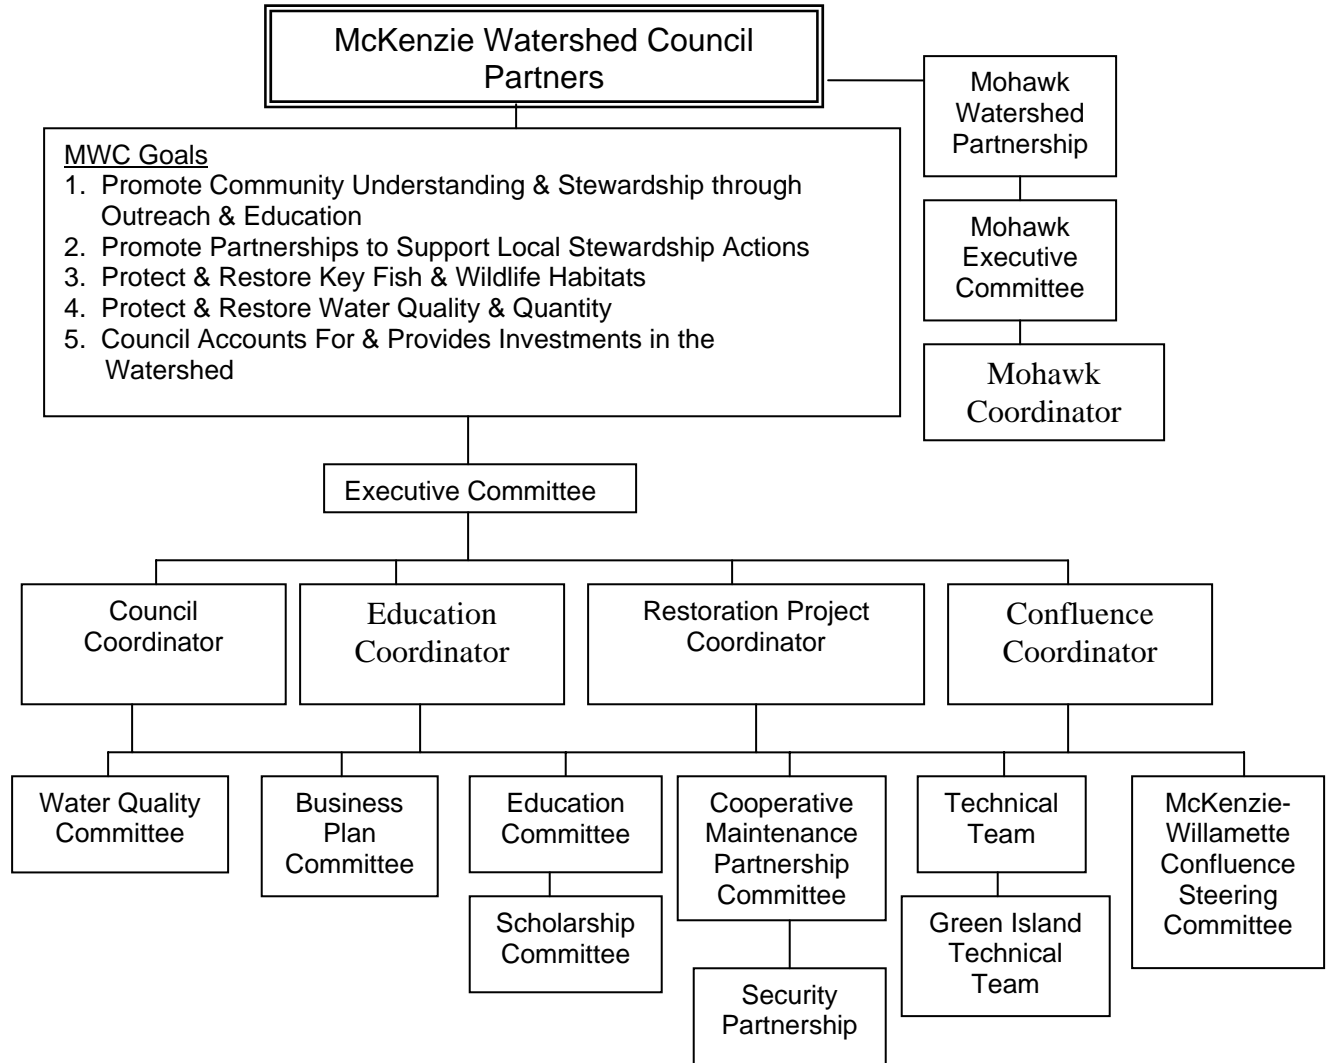 McKenzie Watershed Council
Partners
Mohawk
Watershed
Partnership
MWC Goals
1. Promote Community Understanding & Stewardship through
Outreach & Education
2. Promote Partnerships to Support Local Stewardship Actions
3. Protect & Restore Key Fish & Wildlife Habitats
4. Protect & Restore Water Quality & Quantity
5. Council Accounts For & Provides Investments in the
Watershed
Mohawk
Executive
Committee
Mohawk
Coordinator
Executive Committee
Council
Coordinator
Education
Coordinator
Restoration Project
Coordinator
Confluence
Coordinator
Water Quality
Committee
Business
Plan
Committee
Education
Committee
Cooperative
Maintenance
Partnership
Committee
Technical
Team
McKenzie-
Willamette
Confluence
Steering
Committee
Scholarship
Committee
Green Island
Technical
Team
Security
Partnership